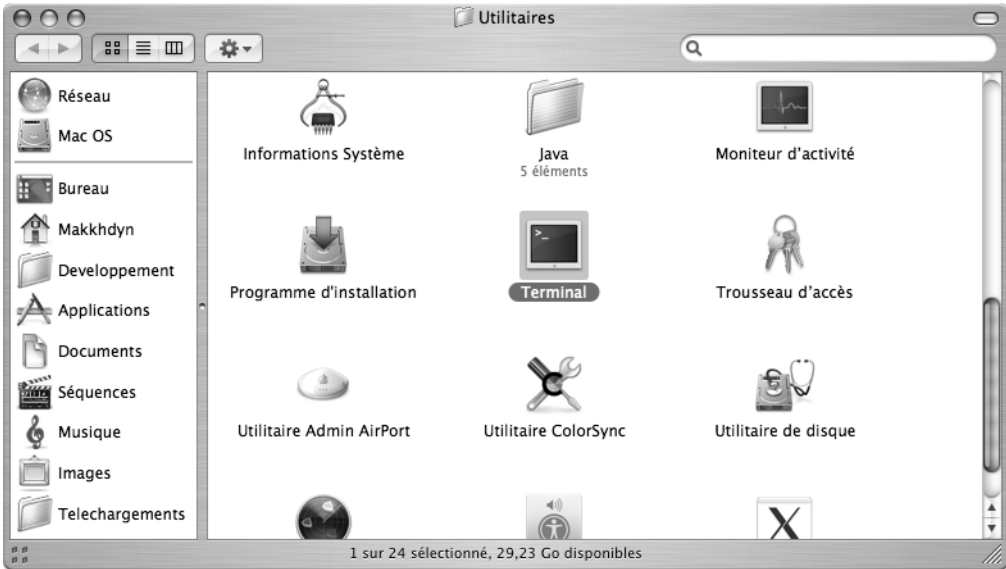 Utilitaires
Réseau
Mac OS
Bureau
Makkhdyn
Developpement
Applications
Documents
Séquences
Musique
Images
Telechargements
Informations Système
Java
5 éléments
Moniteur d'activité
Programme d'installation
>_
Terminal
Trousseau d'accès
Utilitaire Admin AirPort
Utilitaire ColorSync
Utilitaire de disque
X
1 sur 24 sélectionné, 29,23 Go disponibles